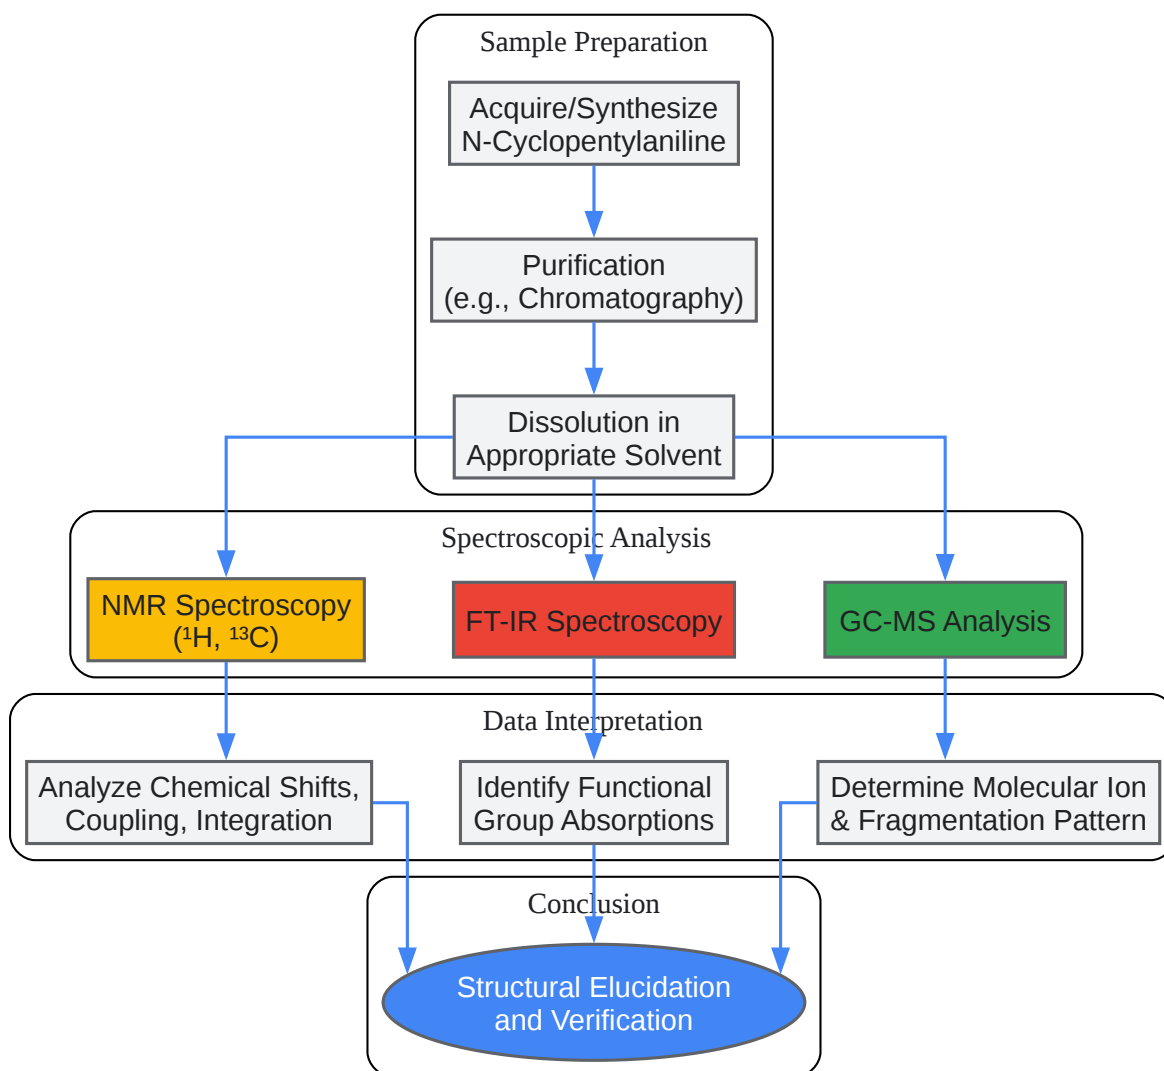 Sample Preparation
Acquire/Synthesize
N-Cyclopentylaniline
Purification
(e.g., Chromatography)
Dissolution in
Appropriate Solvent
Spectroscopic Analysis
NMR Spectroscopy
(¹H, ¹³C)
FT-IR Spectroscopy
GC-MS Analysis
Data Interpretation
Analyze Chemical Shifts,
Coupling, Integration
Identify Functional
Group Absorptions
Determine Molecular Ion
& Fragmentation Pattern
Conclusion
Structural Elucidation
and Verification